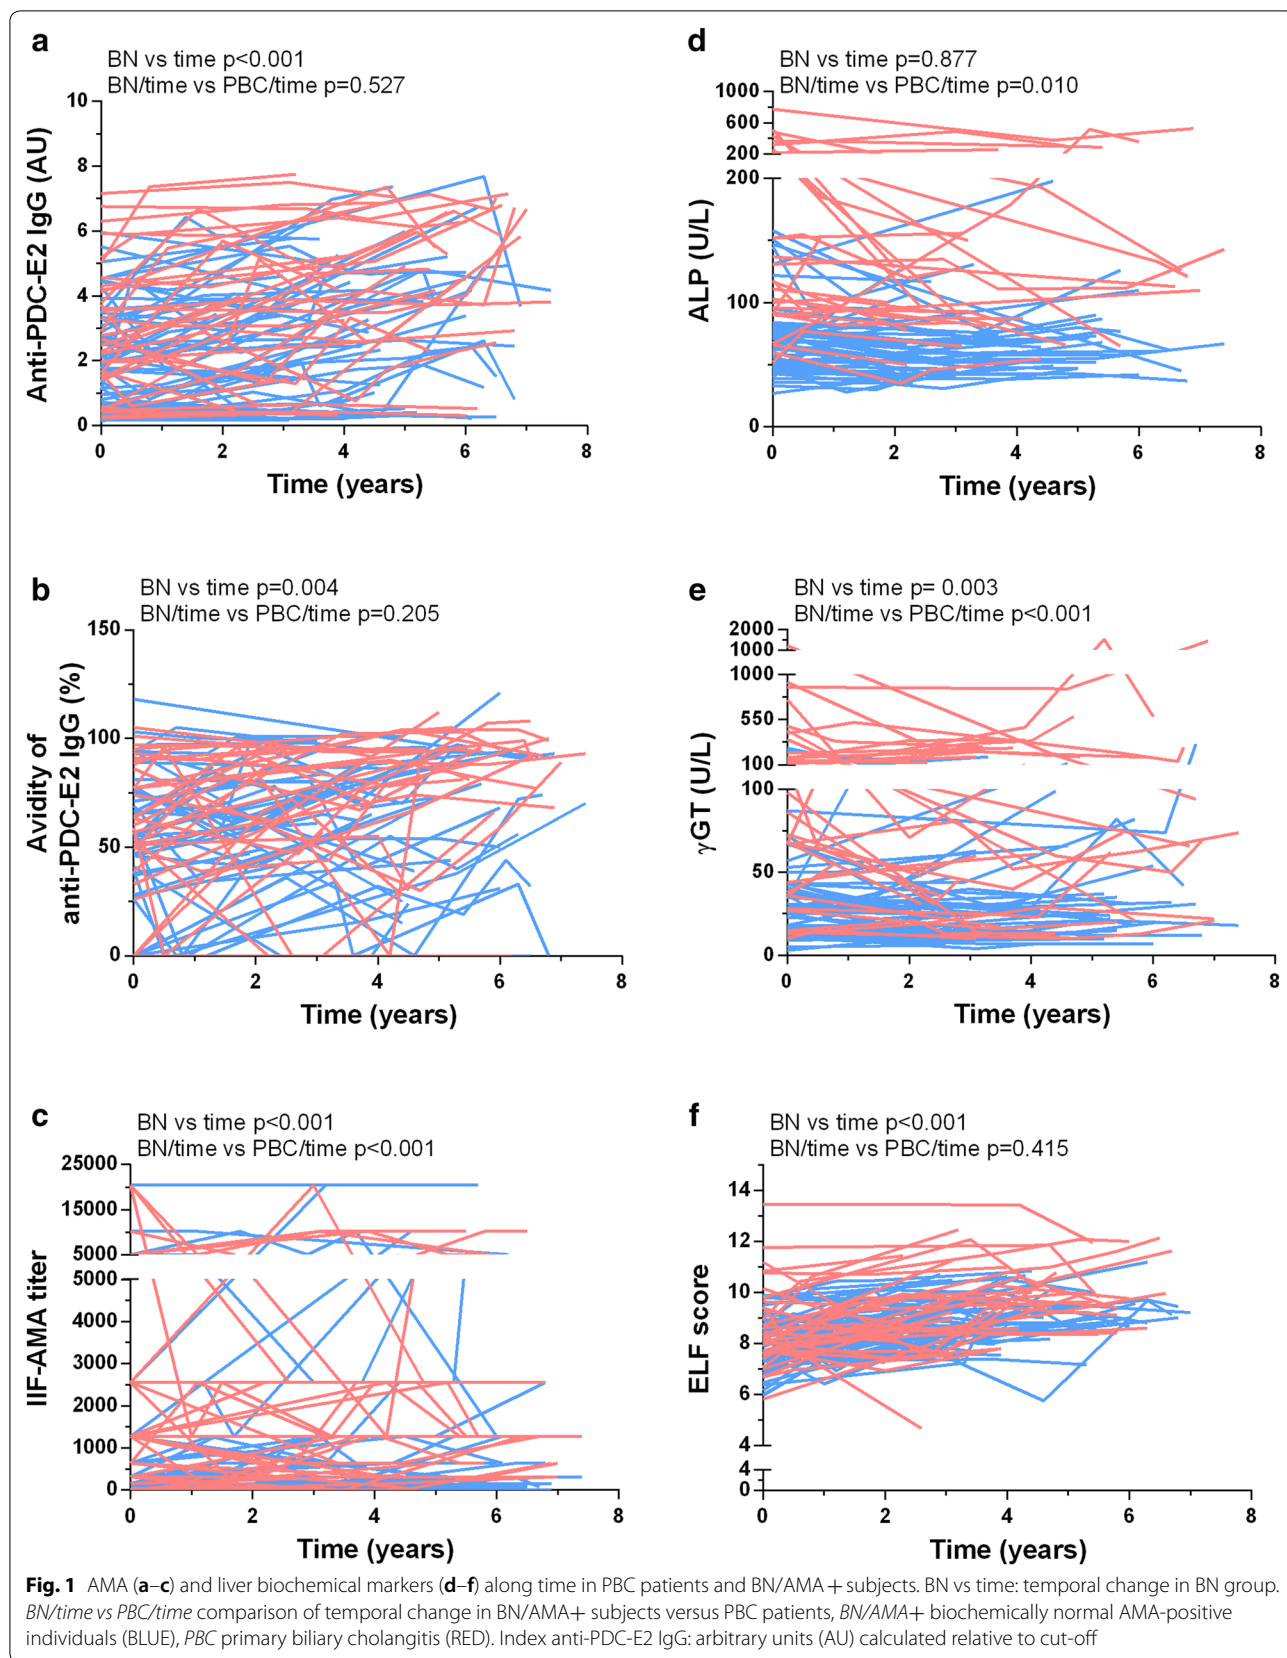 a
BN vs time p<0.001
BN/time vs PBC/time p=0.527
10
8
6
4
2
0
Anti-PDC-E2 IgG (AU)
0 2 4 6 8
Time (years)
d
BN vs time p=0.877
BN/time vs PBC/time p=0.010
1000
600
200
200
100
0
ALP (U/L)
0 2 4 6 8
Time (years)
b
BN vs time p=0.004
BN/time vs PBC/time p=0.205
150
100
50
0
Avidity of
anti-PDC-E2 IgG (%)
0 2 4 6 8
Time (years)
e
BN vs time p= 0.003
BN/time vs PBC/time p<0.001
2000
1000
1000
550
100
100
50
0
γGT (U/L)
0 2 4 6 8
Time (years)
c
BN vs time p<0.001
BN/time vs PBC/time p<0.001
25000
15000
5000
5000
4000
3000
2000
1000
0
IIF-AMA titer
0 2 4 6 8
Time (years)
f
BN vs time p<0.001
BN/time vs PBC/time p=0.415
14
12
10
8
6
4
4
0
ELF score
0 2 4 6 8
Time (years)
Fig. 1 AMA (a–c) and liver biochemical markers (d–f) along time in PBC patients and BN/AMA + subjects. BN vs time: temporal change in BN group.
BN/time vs PBC/time comparison of temporal change in BN/AMA+ subjects versus PBC patients, BN/AMA+ biochemically normal AMA-positive
individuals (BLUE), PBC primary biliary cholangitis (RED). Index anti-PDC-E2 IgG: arbitrary units (AU) calculated relative to cut-off